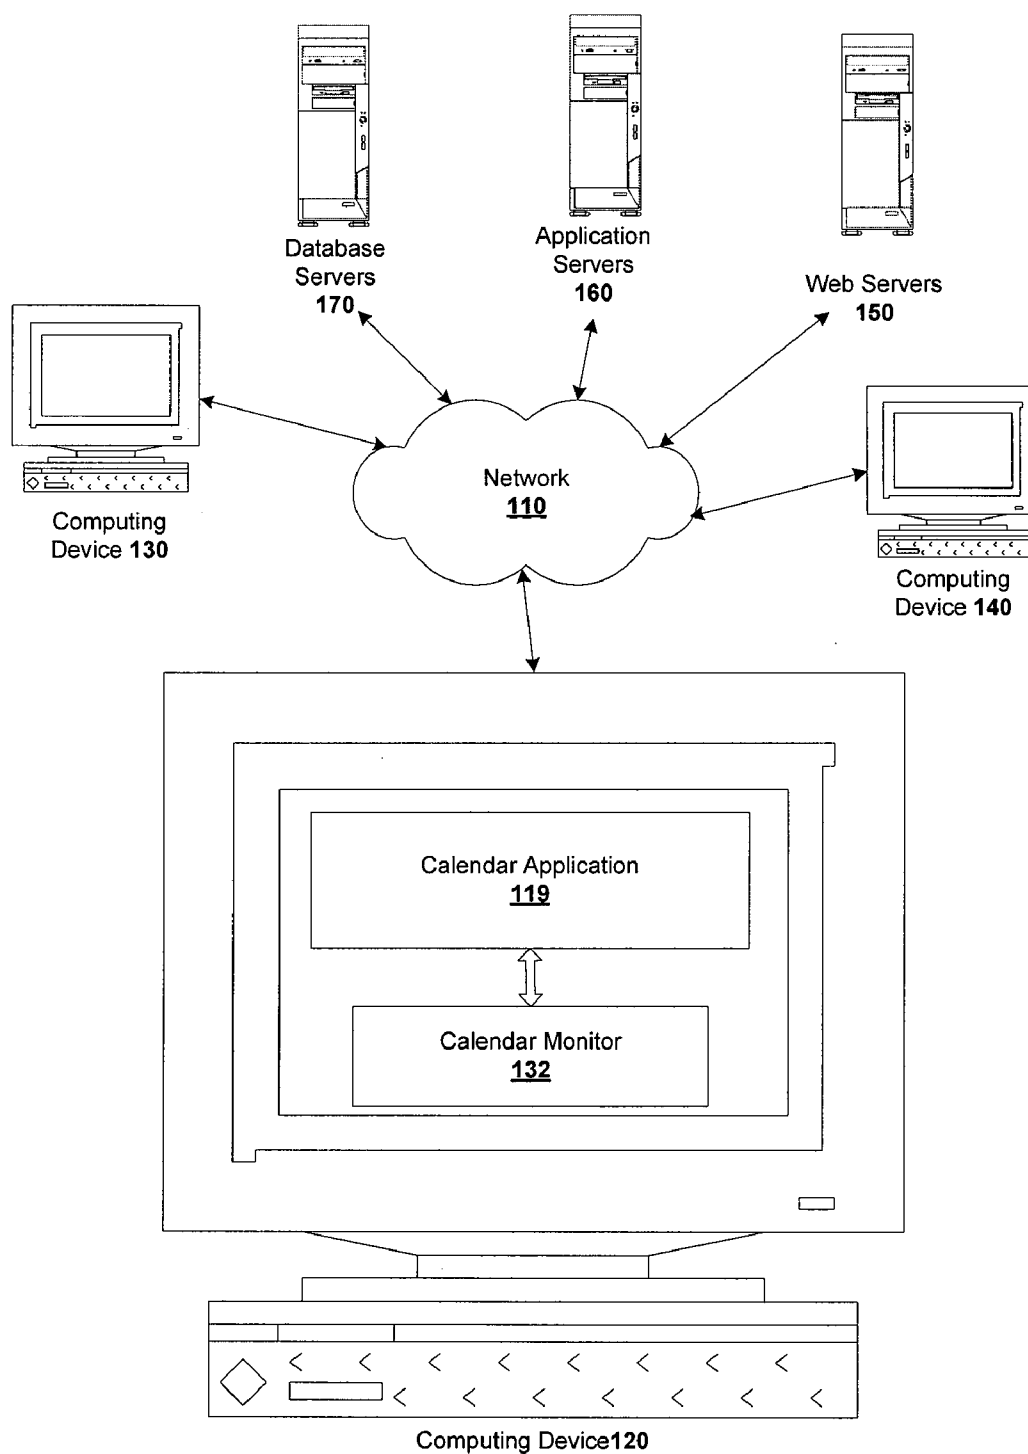 Database
Servers
170
Application
Servers
160
Web Servers
150
Computing
Device 130
Network
110
Computing
Device 140
Calendar Application
119
Calendar Monitor
132
Computing Device120